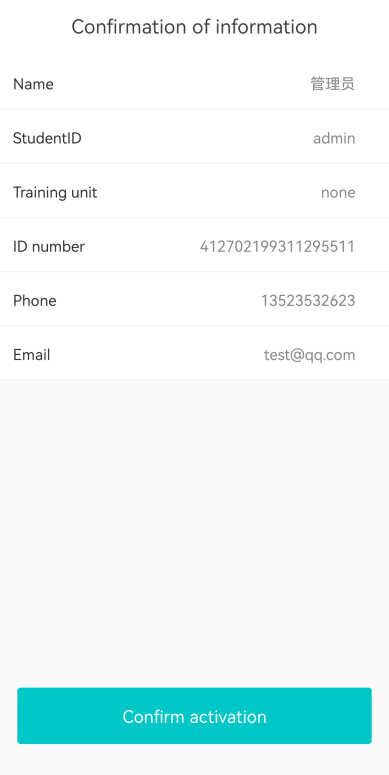 Confirmation of information
Name 管理员
StudentID admin
Training unit none
ID number 412702199311295511
Phone 13523532623
Email test@qq.com
Confirm activation